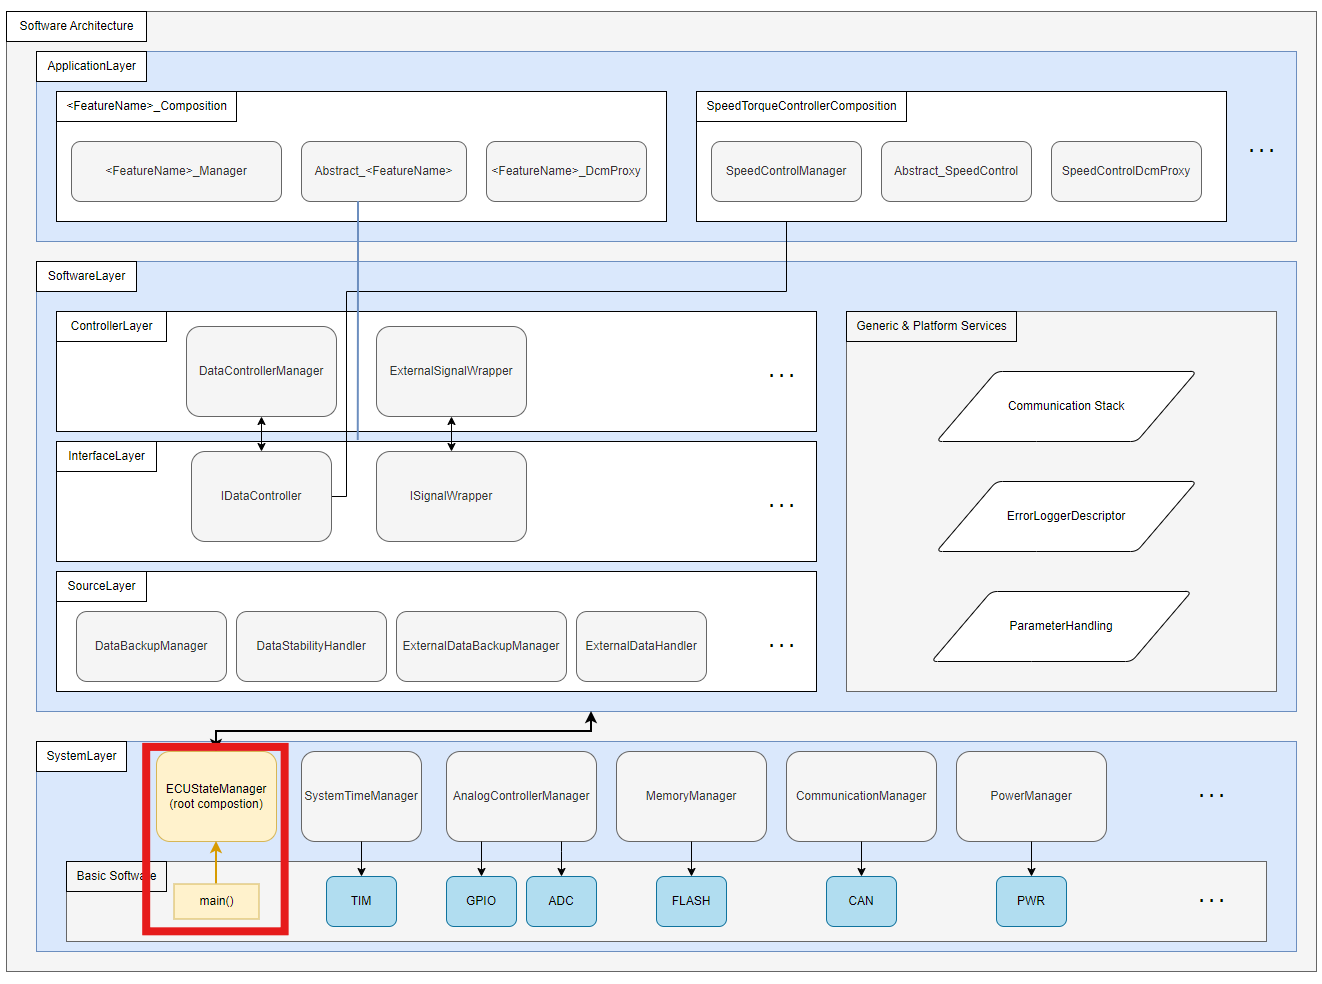 Software Architecture
ApplicationLayer
<FeatureName>_Composition
SpeedTorqueControllerComposition
<FeatureName>_Manager
Abstract_<FeatureName>
<FeatureName>_DcmProxy
SpeedControlManager
Abstract_SpeedControl
SpeedControlDcmProxy
...
SoftwareLayer
ControllerLayer
DataControllerManager
ExternalSignalWrapper
...
InterfaceLayer
IDataController
ISignalWrapper
...
SourceLayer
DataBackupManager
DataStabilityHandler
ExternalDataBackupManager
ExternalDataHandler
...
Generic & Platform Services
Communication Stack
ErrorLoggerDescriptor
ParameterHandling
SystemLayer
ECUStateManager
(root compostion)
SystemTimeManager
AnalogControllerManager
MemoryManager
CommunicationManager
PowerManager
...
Basic Software
main()
TIM
GPIO
ADC
FLASH
CAN
PWR
...